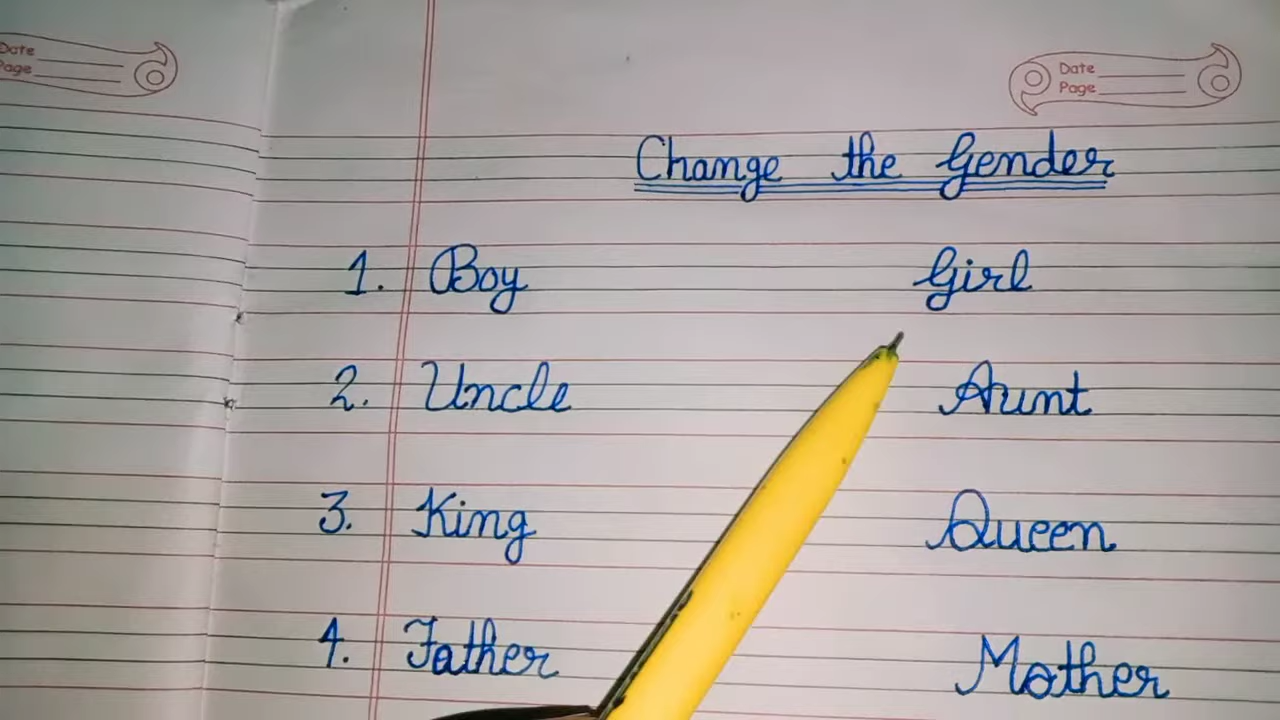 Date
Page
Date
Page
Change the Gender
1. Boy Girl
2. Uncle Aunt
3. King Queen
4. Father Mother